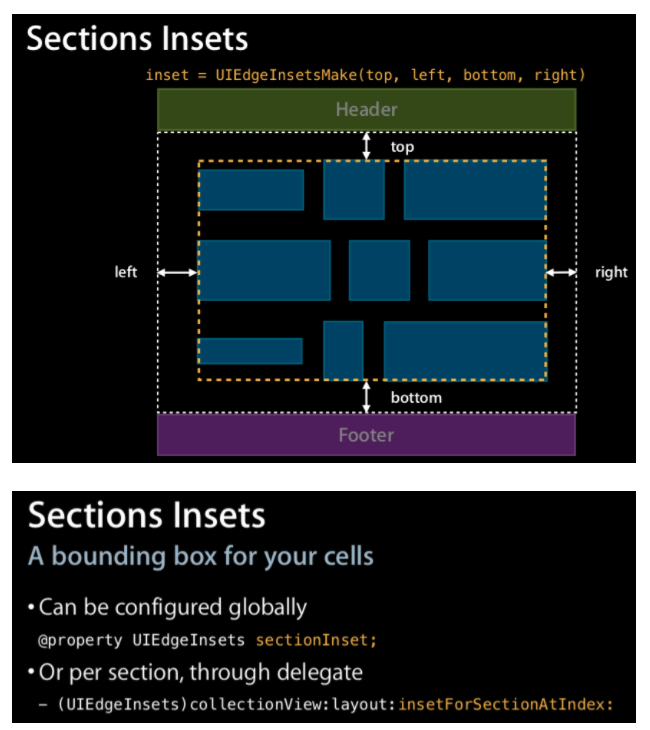 Sections Insets
inset = UIEdgeInsetsMake(top, left, bottom, right)
Header
top
left
right
bottom
Footer
Sections Insets
A bounding box for your cells
• Can be configured globally
@property UIEdgeInsets sectionInset;
• Or per section, through delegate
– (UIEdgeInsets)collectionView:layout:insetForSectionAtIndex: